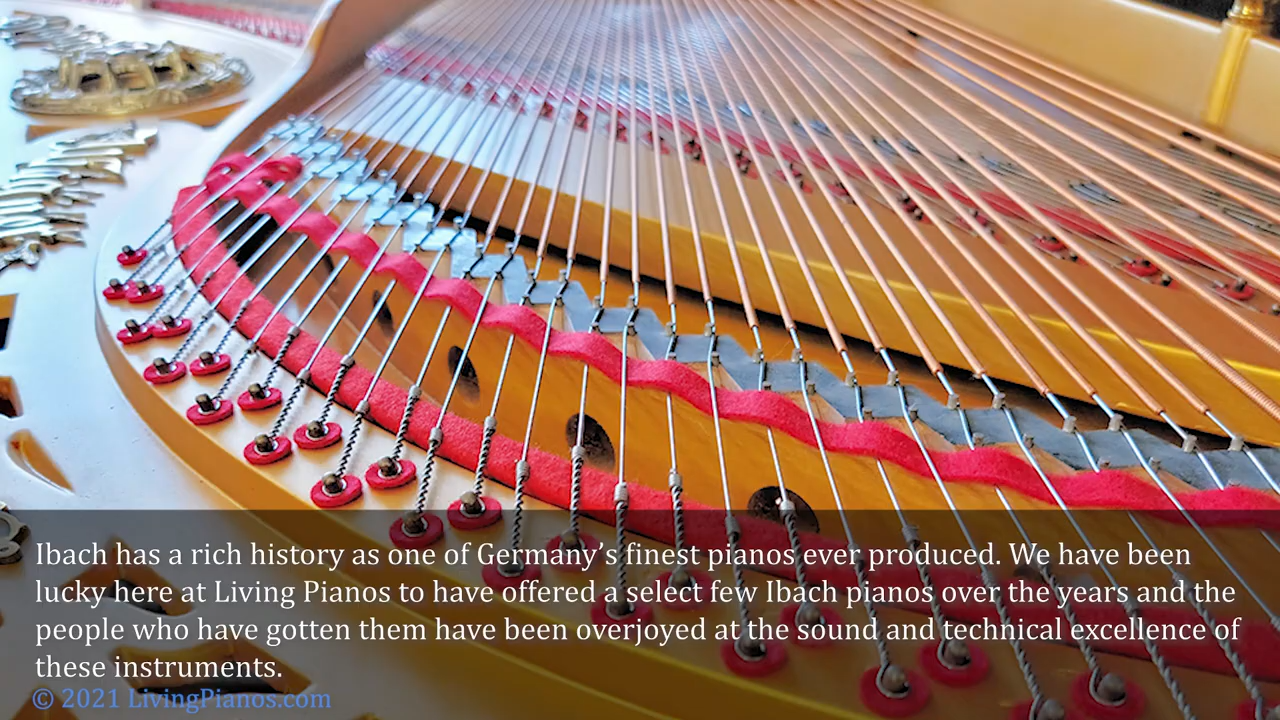 Ibach has a rich history as one of Germany’s finest pianos ever produced. We have been
lucky here at Living Pianos to have offered a select few Ibach pianos over the years and the
people who have gotten them have been overjoyed at the sound and technical excellence of
these instruments.
© 2021 LivingPianos.com